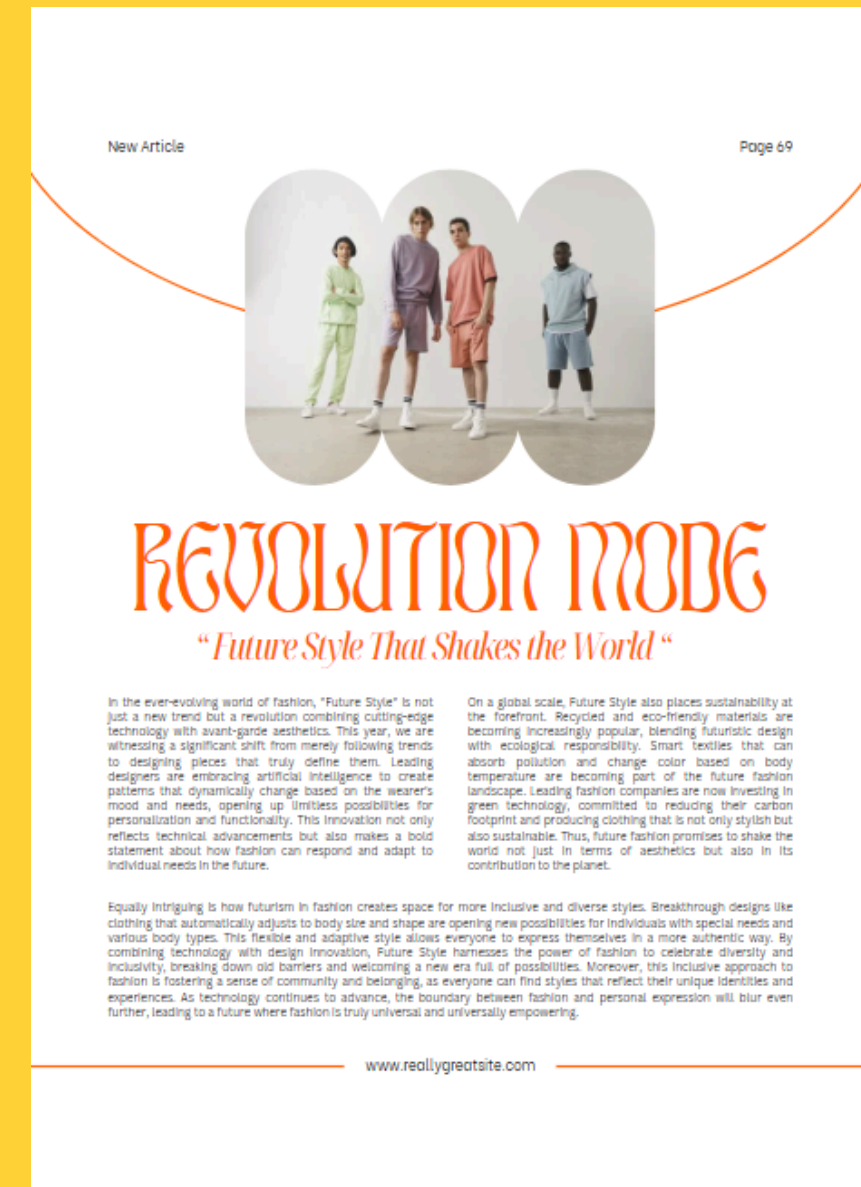 New Article
Page 69
REVOLUTION MODE
“ Future Style That Shakes the World “
In the ever-evolving world of fashion, "Future Style" is not
just a new trend but a revolution combining cutting-edge
technology with avant-garde aesthetics. This year, we are
witnessing a significant shift from merely following trends
to designing pieces that truly define them. Leading
designers are embracing artificial intelligence to create
patterns that dynamically change based on the wearer's
mood and needs, opening up limitless possibilities for
personalization and functionality. This innovation not only
reflects technical advancements but also makes a bold
statement about how fashion can respond and adapt to
individual needs in the future.
On a global scale, Future Style also places sustainability at
the forefront. Recycled and eco-friendly materials are
becoming increasingly popular, blending futuristic design
with ecological responsibility. Smart textiles that can
absorb pollution and change color based on body
temperature are becoming part of the future fashion
landscape. Leading fashion companies are now investing in
green technology, committed to reducing their carbon
footprint and producing clothing that is not only stylish but
also sustainable. Thus, future fashion promises to shake the
world not just in terms of aesthetics but also in its
contribution to the planet.
Equally intriguing is how futurism in fashion creates space for more inclusive and diverse styles. Breakthrough designs like
clothing that automatically adjusts to body size and shape are opening new possibilities for individuals with special needs and
various body types. This flexible and adaptive style allows everyone to express themselves in a more authentic way. By
combining technology with design innovation, Future Style harnesses the power of fashion to celebrate diversity and
inclusivity, breaking down old barriers and welcoming a new era full of possibilities. Moreover, this inclusive approach to
fashion is fostering a sense of community and belonging, as everyone can find styles that reflect their unique identities and
experiences. As technology continues to advance, the boundary between fashion and personal expression will blur even
further, leading to a future where fashion is truly universal and universally empowering.
www.reallygreatsite.com